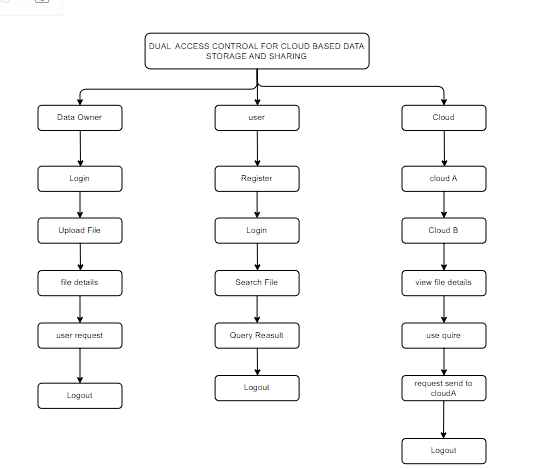 DUAL ACCESS CONTROAL FOR CLOUD BASED DATA
STORAGE AND SHARING
Data Owner
user
Cloud
Login
Register
cloud A
Upload File
Login
Cloud B
file details
Search File
view file details
user request
Query Reasult
use quire
Logout
Logout
request send to
cloudA
Logout